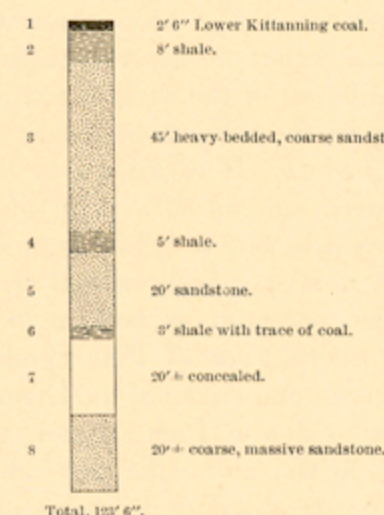 1 2' 6" Lower Kittanning coal.
2 8' shale.
3 45' heavy-bedded, coarse sandst
4 5' shale.
5 20' sandstone.
6 3' shale with trace of coal.
7 20' ± concealed.
8 20' + coarse, massive sandstone.
Total, 123' 6".